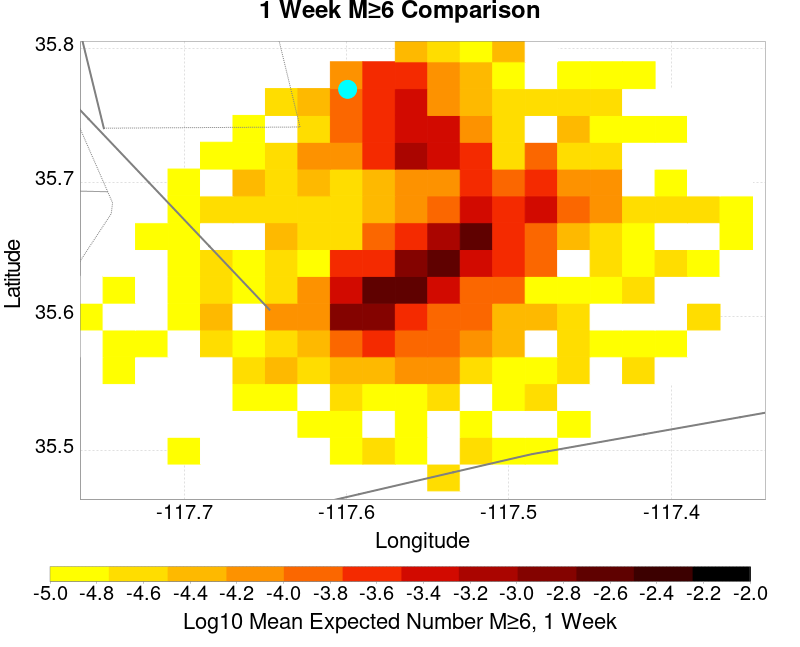 1 Week M≥6 Comparison
35.8
35.7
35.6
35.5
Latitude
-117.7 -117.6 -117.5 -117.4
Longitude
-5.0 -4.8 -4.6 -4.4 -4.2 -4.0 -3.8 -3.6 -3.4 -3.2 -3.0 -2.8 -2.6 -2.4 -2.2 -2.0
Log10 Mean Expected Number M≥6, 1 Week